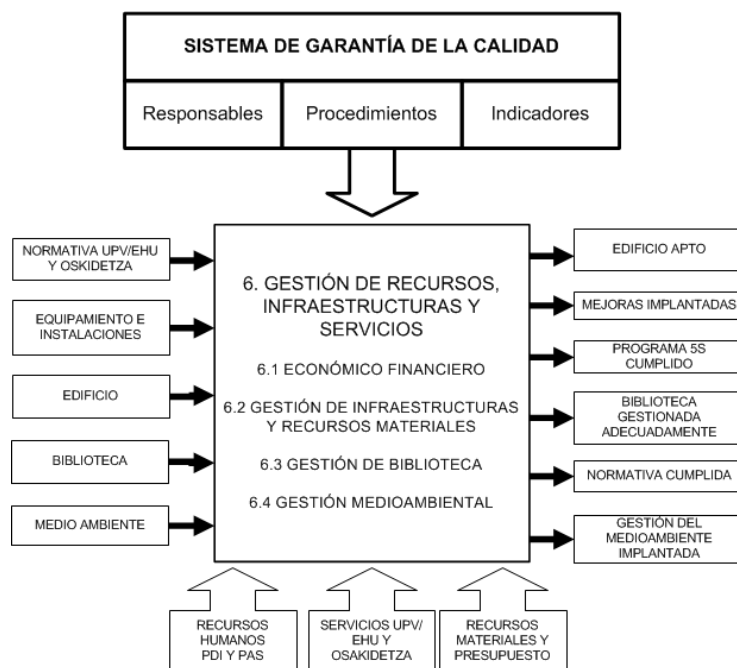 SISTEMA DE GARANTÍA DE LA CALIDAD
Responsables
Procedimientos
Indicadores
NORMATIVA UPV/EHU
Y OSKIDETZA
EQUIPAMIENTO E
INSTALACIONES
EDIFICIO
BIBLIOTECA
MEDIO AMBIENTE
6. GESTIÓN DE RECURSOS,
INFRAESTRUCTURAS Y
SERVICIOS
6.1 ECONÓMICO FINANCIERO
6.2 GESTIÓN DE INFRAESTRUCTURAS
Y RECURSOS MATERIALES
6.3 GESTIÓN DE BIBLIOTECA
6.4 GESTIÓN MEDIOAMBIENTAL
EDIFICIO APTO
MEJORAS IMPLANTADAS
PROGRAMA 5S
CUMPLIDO
BIBLIOTECA
GESTIONADA
ADECUADAMENTE
NORMATIVA CUMPLIDA
GESTIÓN DEL
MEDIOAMBIENTE
IMPLANTADA
RECURSOS
HUMANOS
PDI Y PAS
SERVICIOS UPV/
EHU Y
OSAKIDETZA
RECURSOS
MATERIALES Y
PRESUPUESTO